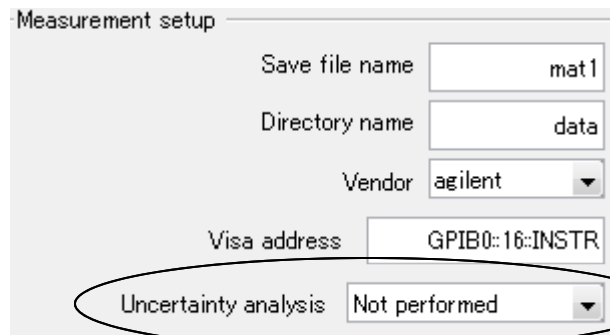 Measurement setup
Save file name mat1
Directory name data
Vendor agilent
Visa address GPIB0::16::INSTR
Uncertainty analysis Not performed